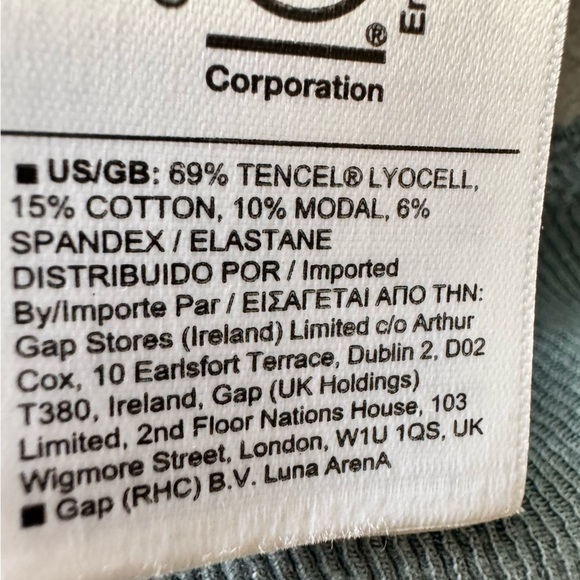 ®
Corporation
■ US/GB: 69% TENCEL® LYOCELL,
15% COTTON, 10% MODAL, 6%
SPANDEX / ELASTANE
DISTRIBUIDO POR / Imported
By/Importe Par / ΕΙΣΑΓΕΤΑΙ ΑΠΟ ΤΗΝ:
Gap Stores (Ireland) Limited c/o Arthur
Cox, 10 Earlsfort Terrace, Dublin 2, D02
T380, Ireland, Gap (UK Holdings)
Limited, 2nd Floor Nations House, 103
Wigmore Street, London, W1U 1QS, UK
■ Gap (RHC) B.V. Luna ArenA